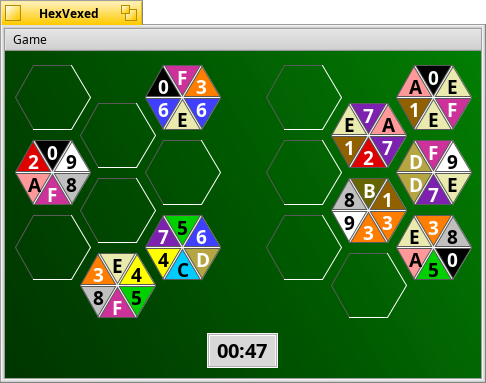 HexVexed
Game
0 F 3
6 E 6
A 0 E
1 E F
E 7 A
1 2 7
2 0 9
A F 8
D F 9
D 7 E
8 B 1
9 3 3
7 5 6
4 C D
E 3 8
A 5 0
3 E 4
8 F 5
00:47